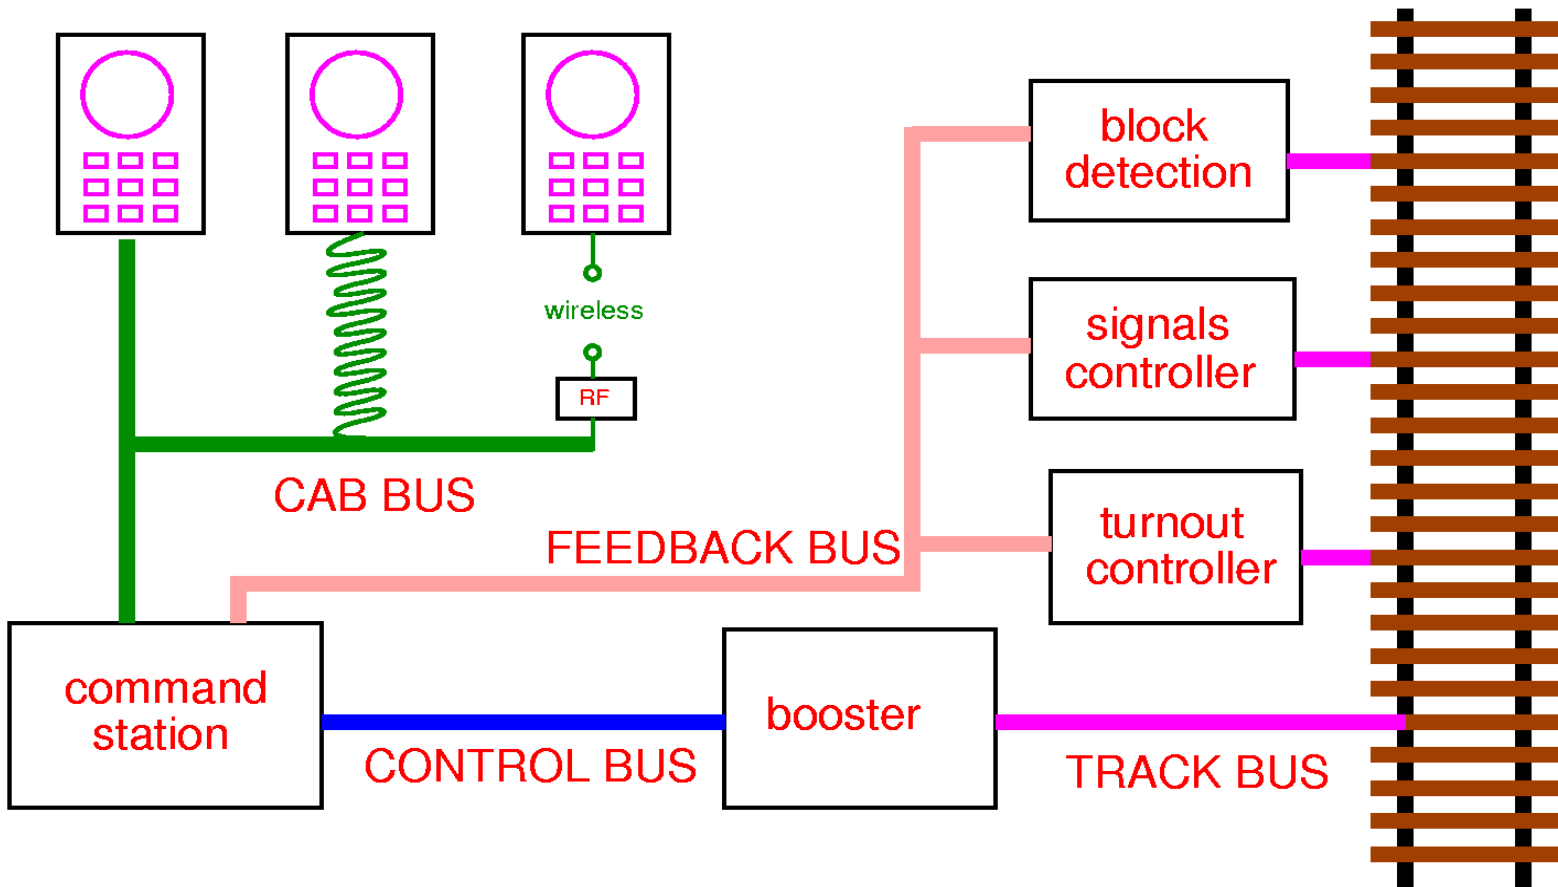 wireless
RF
CAB BUS
block
detection
signals
controller
FEEDBACK BUS
turnout
controller
command
station
CONTROL BUS
booster
TRACK BUS